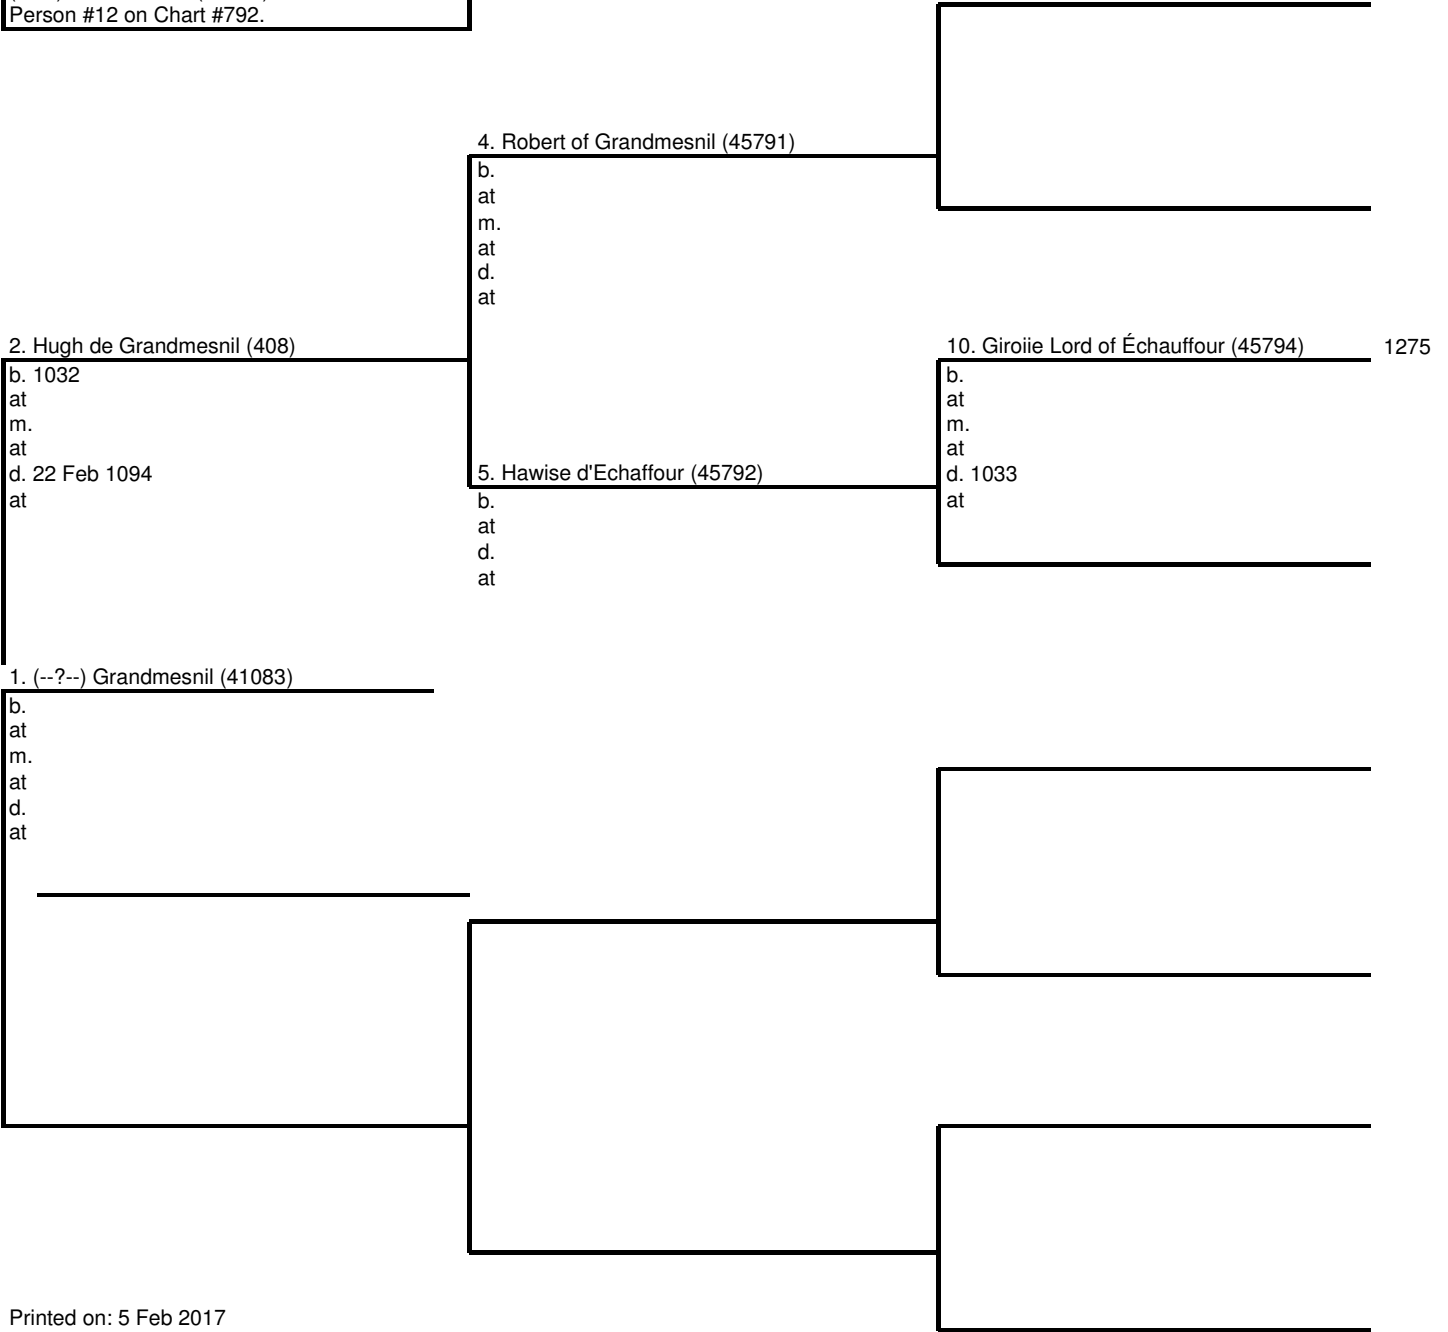 Person #12 on Chart #792.
4. Robert of Grandmesnil (45791)
b.
at
m.
at
d.
at
2. Hugh de Grandmesnil (408)
b. 1032
at
m.
at
d. 22 Feb 1094
at
10. Giroiie Lord of Échauffour (45794) 1275
b.
at
m.
at
d. 1033
at
5. Hawise d'Echaffour (45792)
b.
at
d.
at
1. (--?--) Grandmesnil (41083)
b.
at
m.
at
d.
at
Printed on: 5 Feb 2017